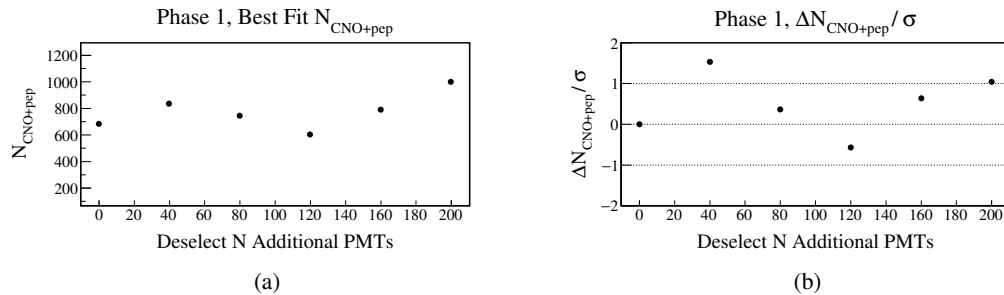 Phase 1, Best Fit N_CNO+pep
N_CNO+pep
1200
1000
800
600
400
200
0 20 40 60 80 100 120 140 160 180 200
Deselect N Additional PMTs
(a)
Phase 1, ΔN_CNO+pep / σ
ΔN_CNO+pep / σ
2
1
0
−1
−2
0 20 40 60 80 100 120 140 160 180 200
Deselect N Additional PMTs
(b)